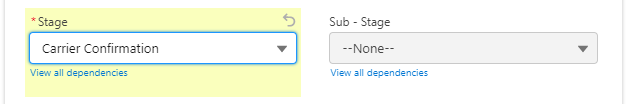 *Stage
Carrier Confirmation
View all dependencies
Sub - Stage
--None--
View all dependencies